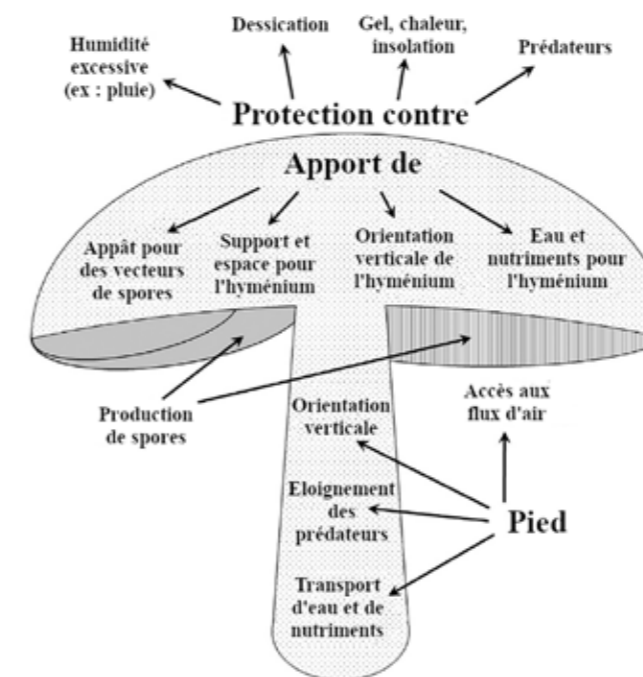 Humidité
excessive
(ex : pluie)
Dessication
Gel, chaleur,
insolation
Prédateurs
Protection contre
Apport de
Appât pour
des vecteurs
de spores
Support et
espace pour
l'hyménium
Orientation
verticale de
l'hyménium
Eau et
nutriments pour
l'hyménium
Production
de spores
Orientation
verticale
Accès aux
flux d'air
Eloignement
des
prédateurs
Pied
Transport
d'eau et de
nutriments